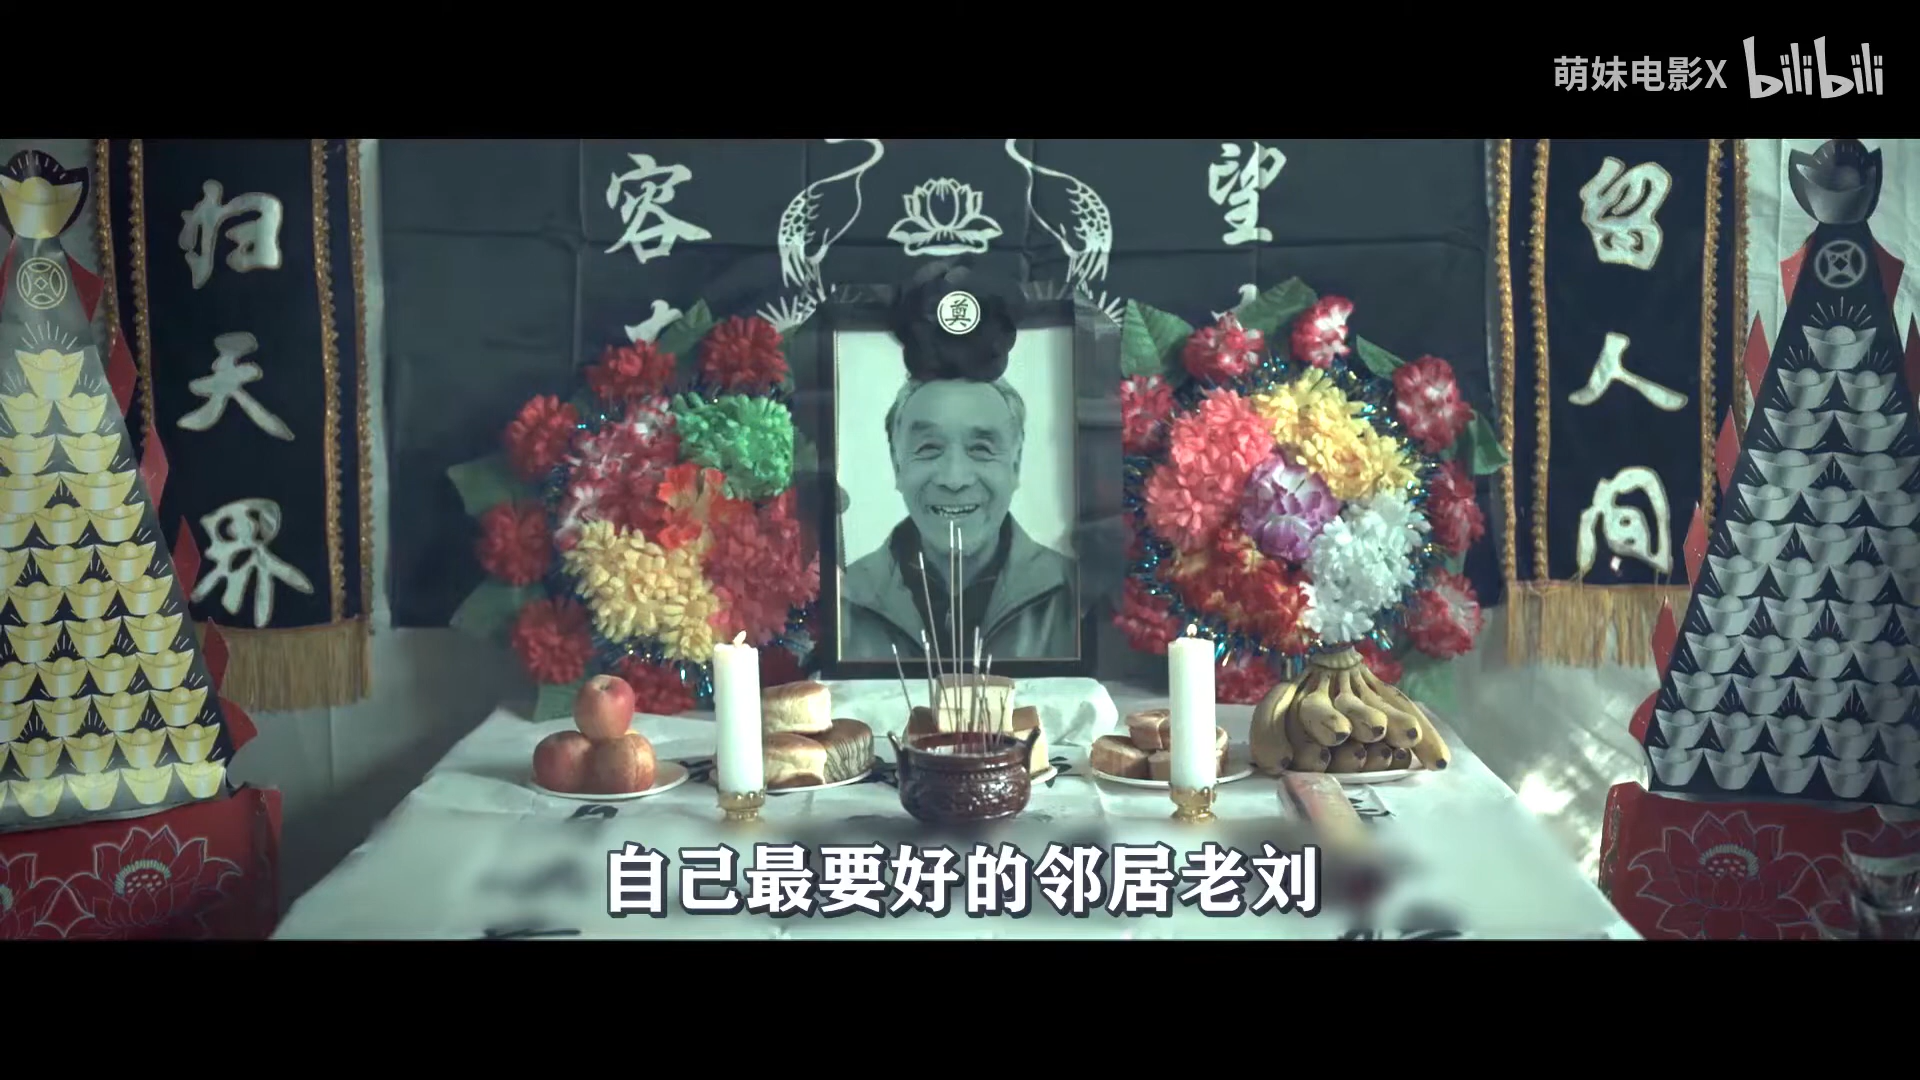 萌妹电影X bilibili
归天界
容
望
留人间
奠
自己最要好的邻居老刘